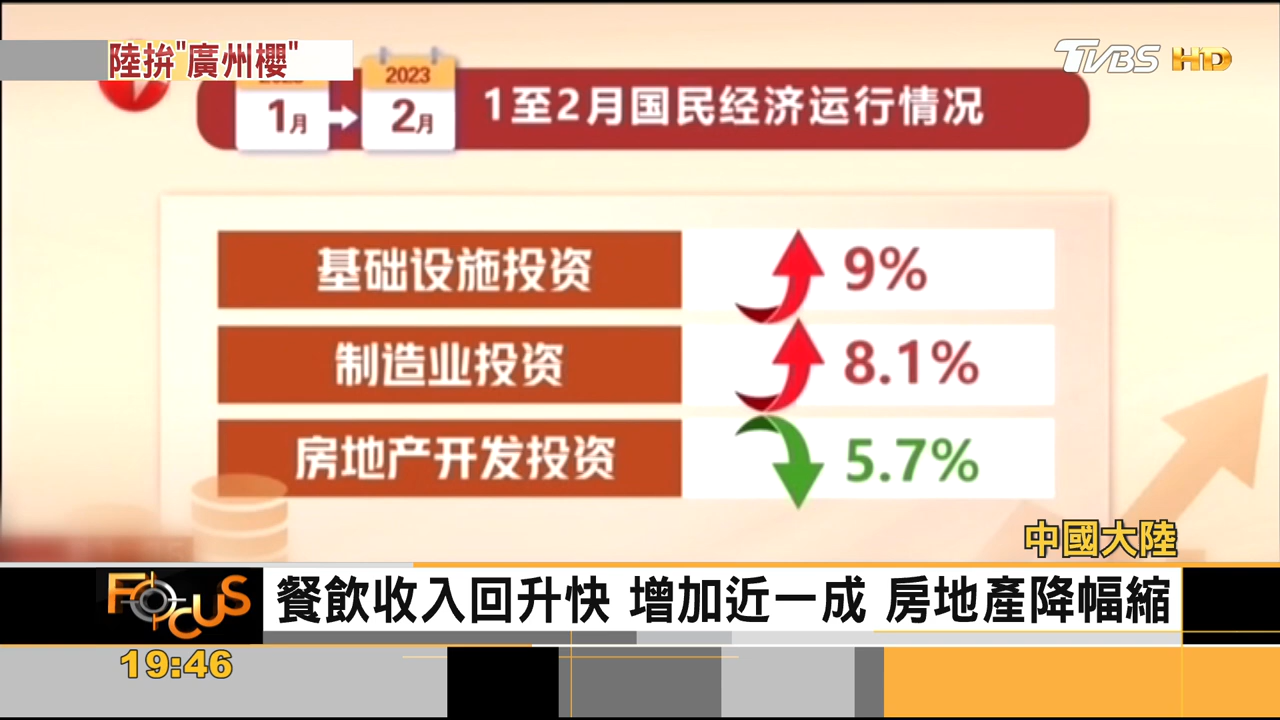 陸拚"廣州櫻"
TVBS HD
2023
1月
2月
1至2月国民经济运行情况
基础设施投资 9%
制造业投资 8.1%
房地产开发投资 5.7%
中國大陸
FOCUS
餐飲收入回升快 增加近一成 房地產降幅縮
19:46